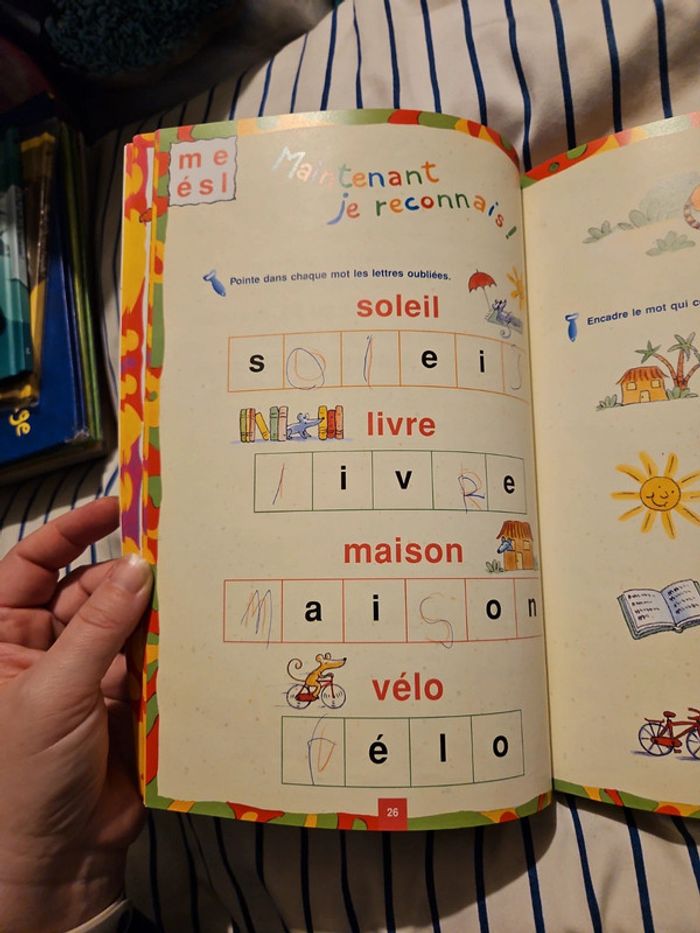 m e
é s l
Maintenant
je reconnais !
Pointe dans chaque mot les lettres oubliées.
soleil
s o l e i l
livre
l i v R e
maison
m a i s o n
vélo
v é l o
26
Encadre le mot qui